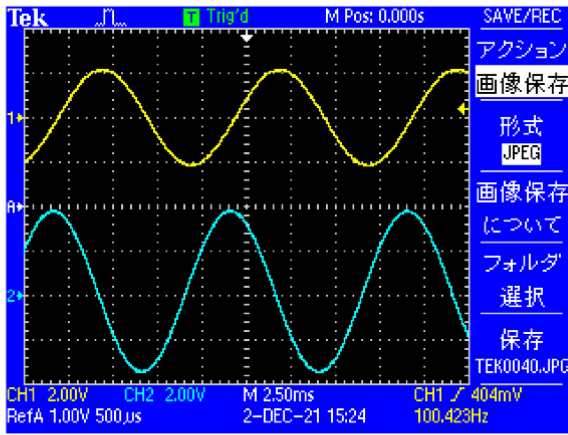 Tek T Trig'd M Pos: 0.000s SAVE/REC
アクション
画像保存
形式
JPEG
画像保存
について
フォルダ
選択
保存
TEK0040.JPG
1
A
2
CH1 2.00V CH2 2.00V M 2.50ms CH1 404mV
RefA 1.00V 500µs 2-DEC-21 15:24 100.423Hz